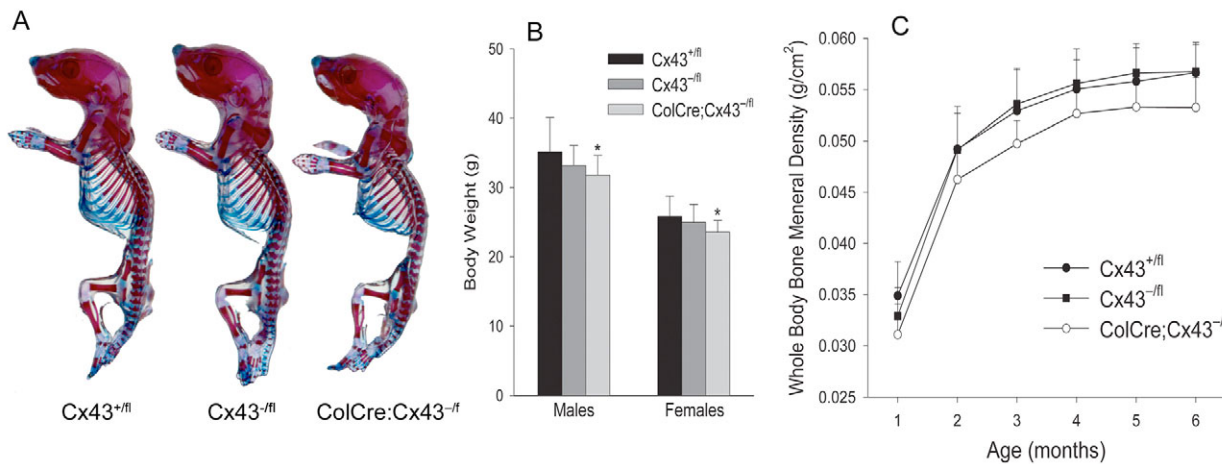 A
Cx43+/fl
Cx43-/fl
ColCre:Cx43–/f
B
50
40
30
20
10
0
Body Weight (g)
Cx43+/fl
Cx43–/fl
ColCre;Cx43–/fl
*
*
Males
Females
C
0.060
0.055
0.050
0.045
0.040
0.035
0.030
0.025
Whole Body Bone Meneral Density (g/cm2)
Cx43+/fl
Cx43–/fl
ColCre;Cx43–/f
1 2 3 4 5 6
Age (months)